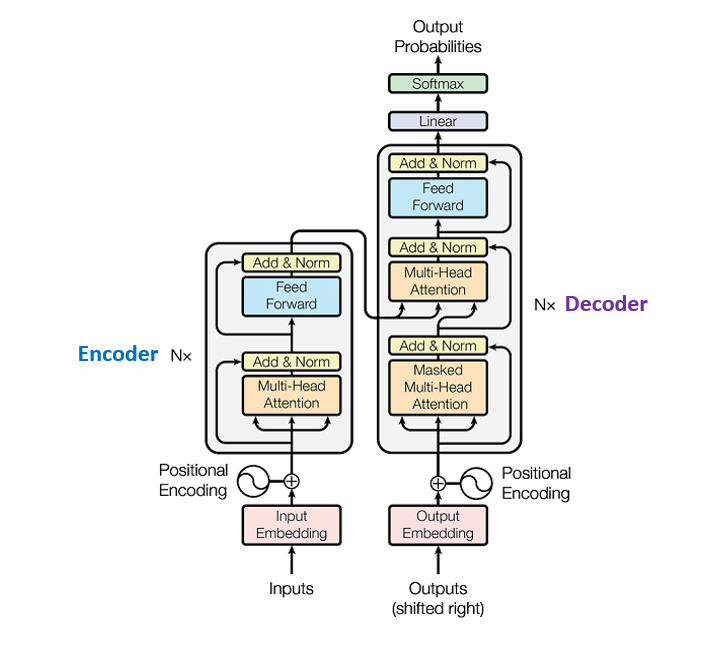 Output
Probabilities
Softmax
Linear
Add & Norm
Feed
Forward
Add & Norm
Multi-Head
Attention
Nx Decoder
Add & Norm
Masked
Multi-Head
Attention
Add & Norm
Feed
Forward
Encoder Nx
Add & Norm
Multi-Head
Attention
Positional
Encoding
Positional
Encoding
Input
Embedding
Output
Embedding
Inputs
Outputs
(shifted right)